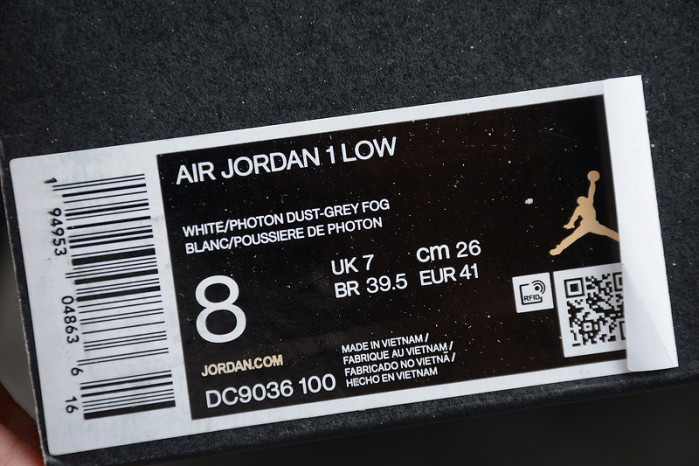 AIR JORDAN 1 LOW
WHITE/PHOTON DUST-GREY FOG
BLANC/POUSSIERE DE PHOTON
8
UK 7 cm 26
BR 39.5 EUR 41
RFID
JORDAN.COM
DC9036 100
MADE IN VIETNAM /
FABRIQUE AU VIETNAM /
FABRICADO NO VIETNÃ /
HECHO EN VIETNAM
1 94953 04863 6 16